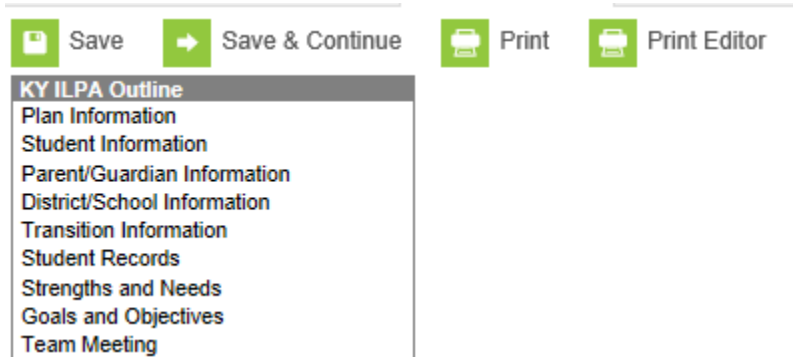 Save Save & Continue Print Print Editor
KY ILPA Outline
Plan Information
Student Information
Parent/Guardian Information
District/School Information
Transition Information
Student Records
Strengths and Needs
Goals and Objectives
Team Meeting